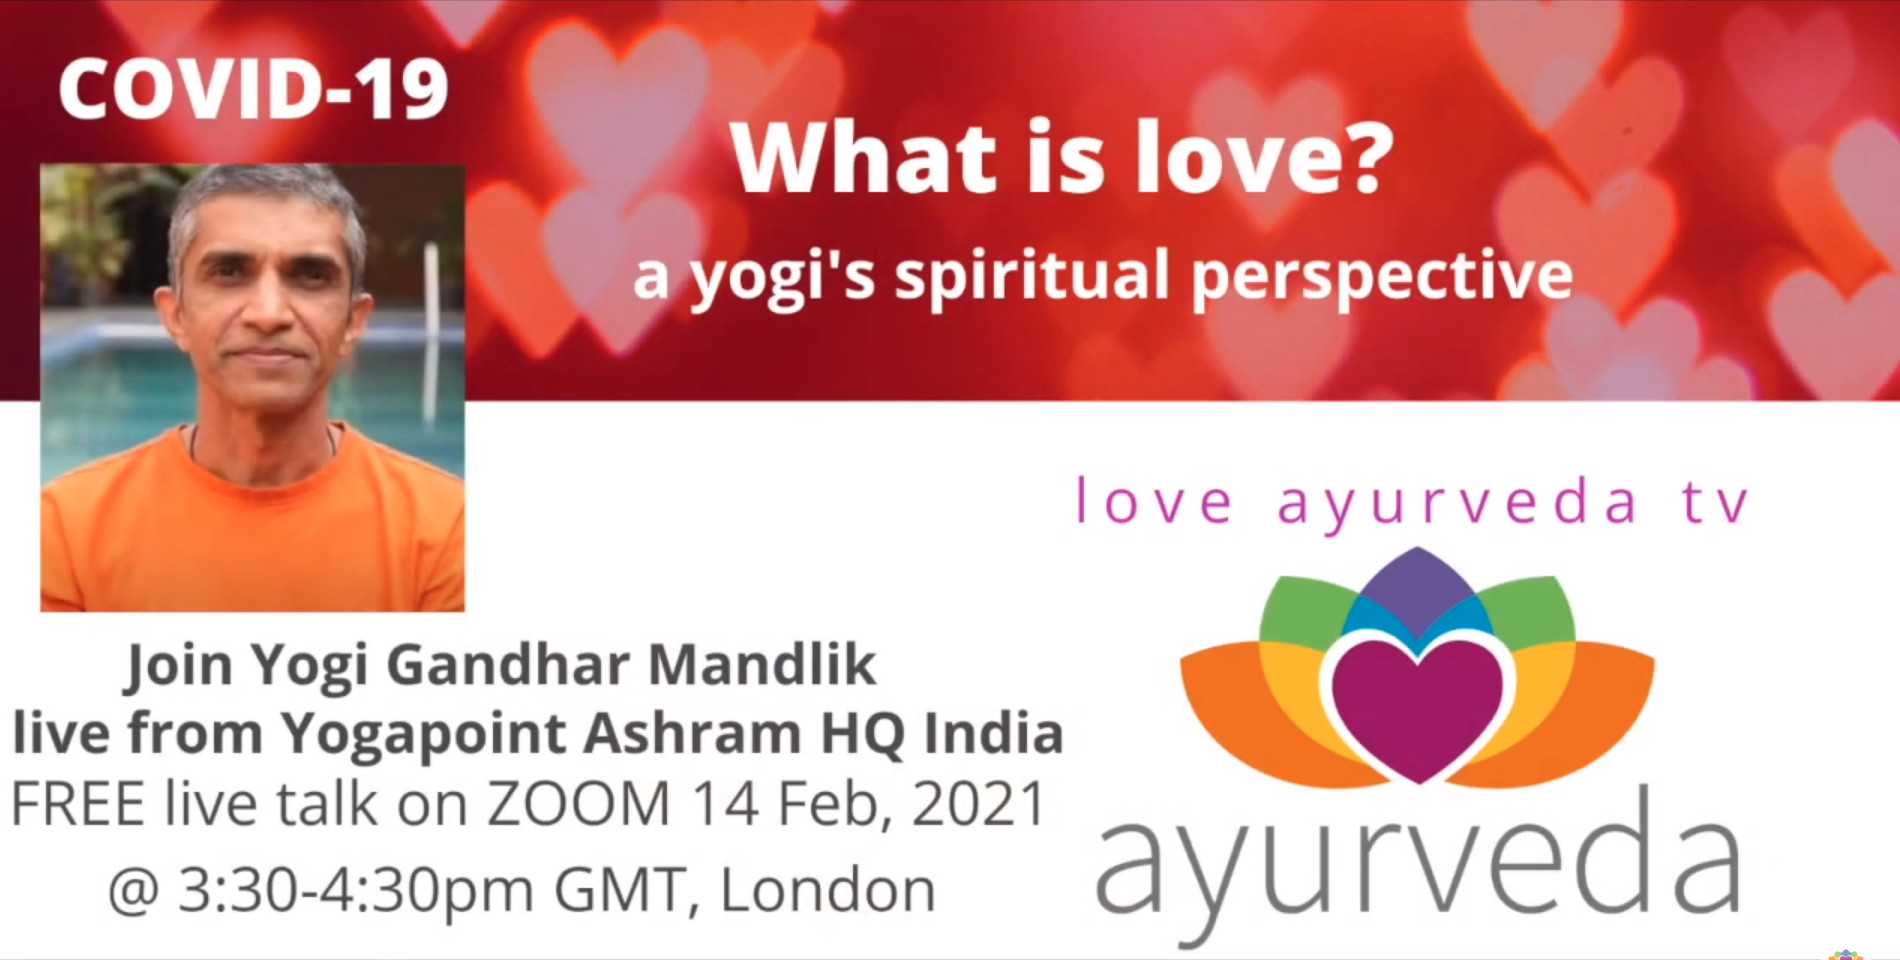 COVID-19
What is love?
a yogi's spiritual perspective
love ayurveda tv
ayurveda
Join Yogi Gandhar Mandlik
live from Yogapoint Ashram HQ India
FREE live talk on ZOOM 14 Feb, 2021
@ 3:30-4:30pm GMT, London